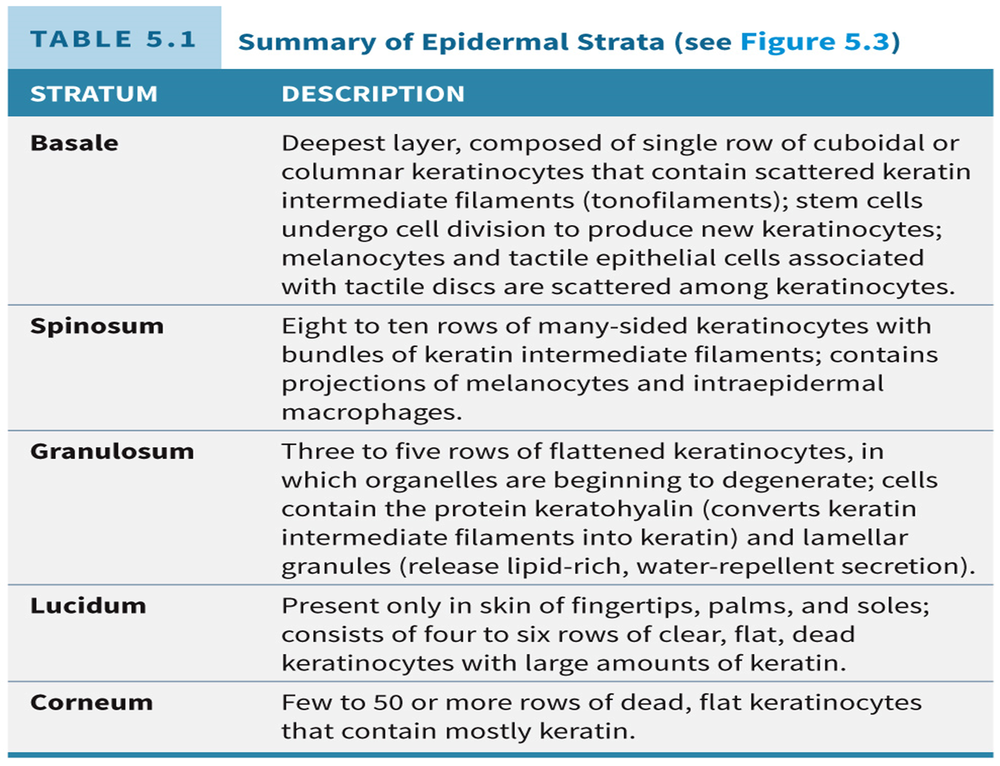 TABLE 5.1 Summary of Epidermal Strata (see Figure 5.3)
STRATUM DESCRIPTION
Basale Deepest layer, composed of single row of cuboidal or
columnar keratinocytes that contain scattered keratin
intermediate filaments (tonofilaments); stem cells
undergo cell division to produce new keratinocytes;
melanocytes and tactile epithelial cells associated
with tactile discs are scattered among keratinocytes.
Spinosum Eight to ten rows of many-sided keratinocytes with
bundles of keratin intermediate filaments; contains
projections of melanocytes and intraepidermal
macrophages.
Granulosum Three to five rows of flattened keratinocytes, in
which organelles are beginning to degenerate; cells
contain the protein keratohyalin (converts keratin
intermediate filaments into keratin) and lamellar
granules (release lipid-rich, water-repellent secretion).
Lucidum Present only in skin of fingertips, palms, and soles;
consists of four to six rows of clear, flat, dead
keratinocytes with large amounts of keratin.
Corneum Few to 50 or more rows of dead, flat keratinocytes
that contain mostly keratin.